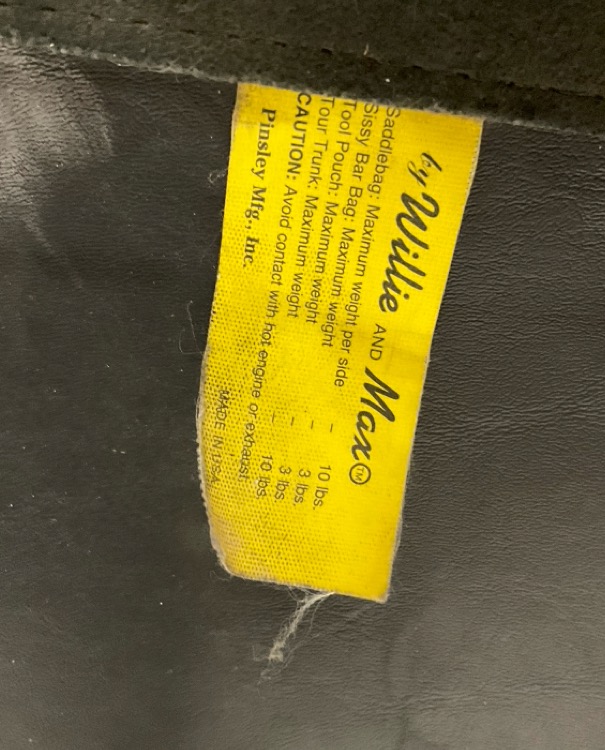 by Willie AND Max TM
Saddlebag: Maximum weight per side - 10 lbs.
Sissy Bar Bag: Maximum weight - 3 lbs.
Tool Pouch: Maximum weight - 3 lbs.
Tour Trunk: Maximum weight - 10 lbs.
CAUTION: Avoid contact with hot engine or exhaust.
Pinsley Mfg., Inc. MADE IN USA